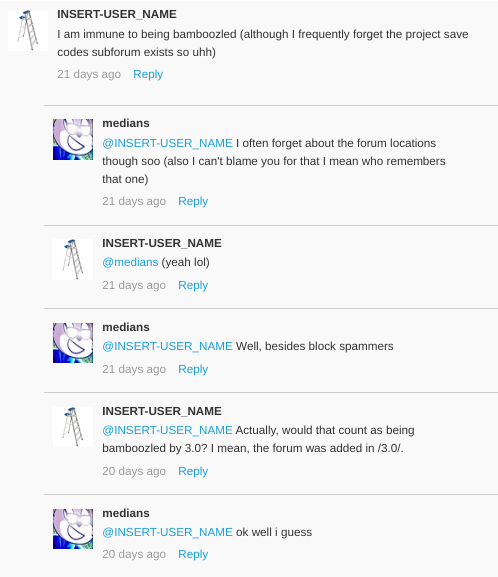 INSERT-USER_NAME
I am immune to being bamboozled (although I frequently forget the project save
codes subforum exists so uhh)
21 days ago Reply
medians
@INSERT-USER_NAME I often forget about the forum locations
though soo (also I can't blame you for that I mean who remembers
that one)
21 days ago Reply
INSERT-USER_NAME
@medians (yeah lol)
21 days ago Reply
medians
@INSERT-USER_NAME Well, besides block spammers
21 days ago Reply
INSERT-USER_NAME
@INSERT-USER_NAME Actually, would that count as being
bamboozled by 3.0? I mean, the forum was added in /3.0/.
20 days ago Reply
medians
@INSERT-USER_NAME ok well i guess
20 days ago Reply